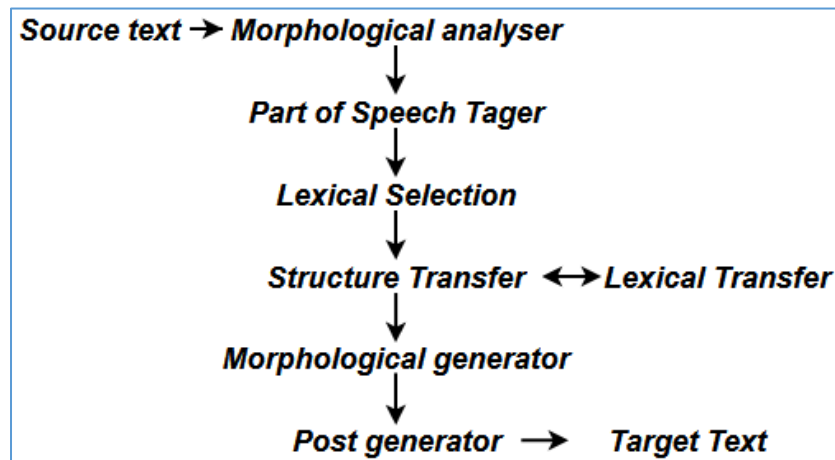 Source text → Morphological analyser
Part of Speech Tager
Lexical Selection
Structure Transfer ↔ Lexical Transfer
Morphological generator
Post generator → Target Text